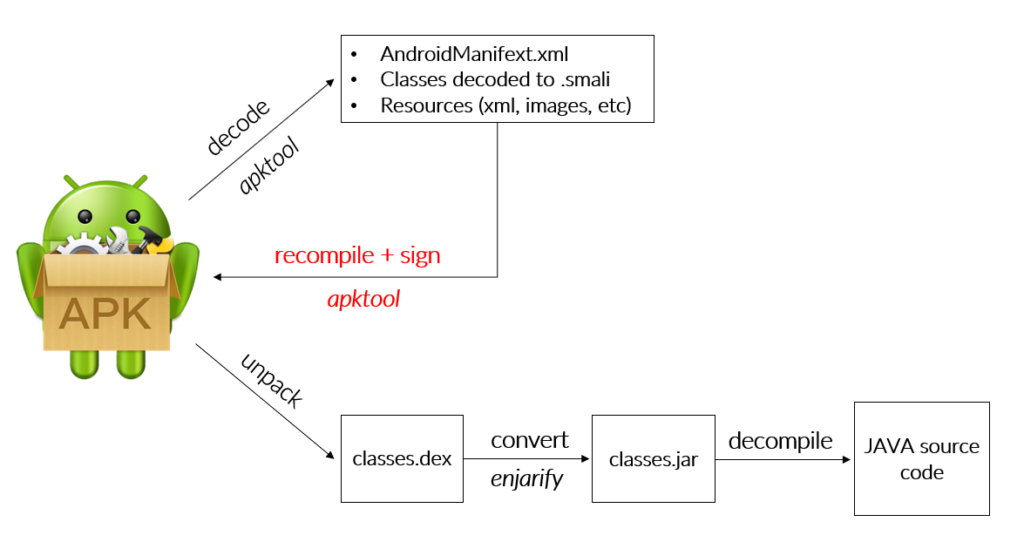 • AndroidManifext.xml
• Classes decoded to .smali
• Resources (xml, images, etc)
decode
apktool
recompile + sign
apktool
APK
unpack
classes.dex
convert
enjarify
classes.jar
decompile
JAVA source
code